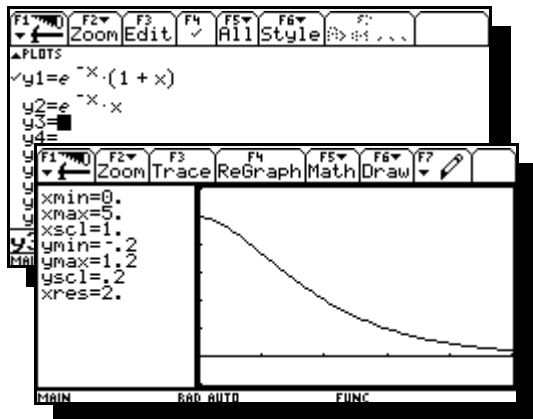 F1 F2 F3 F4 F5 F6 F7
Zoom Edit ✓ All Style
PLOTS
✓y1=e^-x·(1+x)
y2=e^-x·x
y3=
y4=
F1 F2 F3 F4 F5 F6 F7
Zoom Trace ReGraph Math Draw
xmin=0.
xmax=5.
xscl=1.
ymin=-.2
ymax=1.2
yscl=.2
xres=2.
MAIN RAD AUTO FUNC